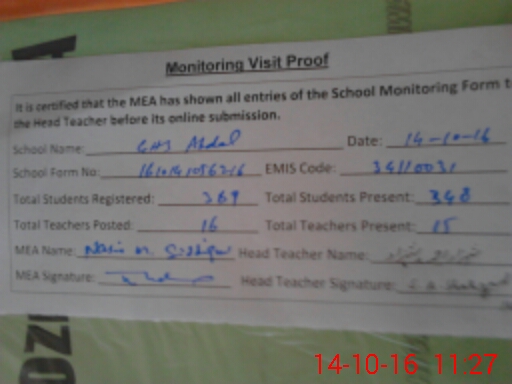 Monitoring Visit Proof
It is certified that the MEA has shown all entries of the School Monitoring Form t
the Head Teacher before its online submission.
School Name: GHS Abdal Date: 14-10-16
School Form No: EMIS Code: 34110031
Total Students Registered: 369 Total Students Present: 348
Total Teachers Posted: 16 Total Teachers Present: 15
MEA Name: Head Teacher Name:
MEA Signature: Head Teacher Signature:
OZI
14-10-16 11:27